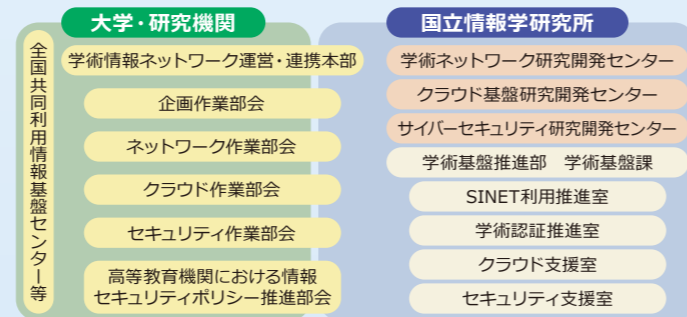 大学・研究機関
全国共同利用情報基盤センター等
学術情報ネットワーク運営・連携本部
企画作業部会
ネットワーク作業部会
クラウド作業部会
セキュリティ作業部会
高等教育機関における情報
セキュリティポリシー推進部会
国立情報学研究所
学術ネットワーク研究開発センター
クラウド基盤研究開発センター
サイバーセキュリティ研究開発センター
学術基盤推進部　学術基盤課
SINET利用推進室
学術認証推進室
クラウド支援室
セキュリティ支援室